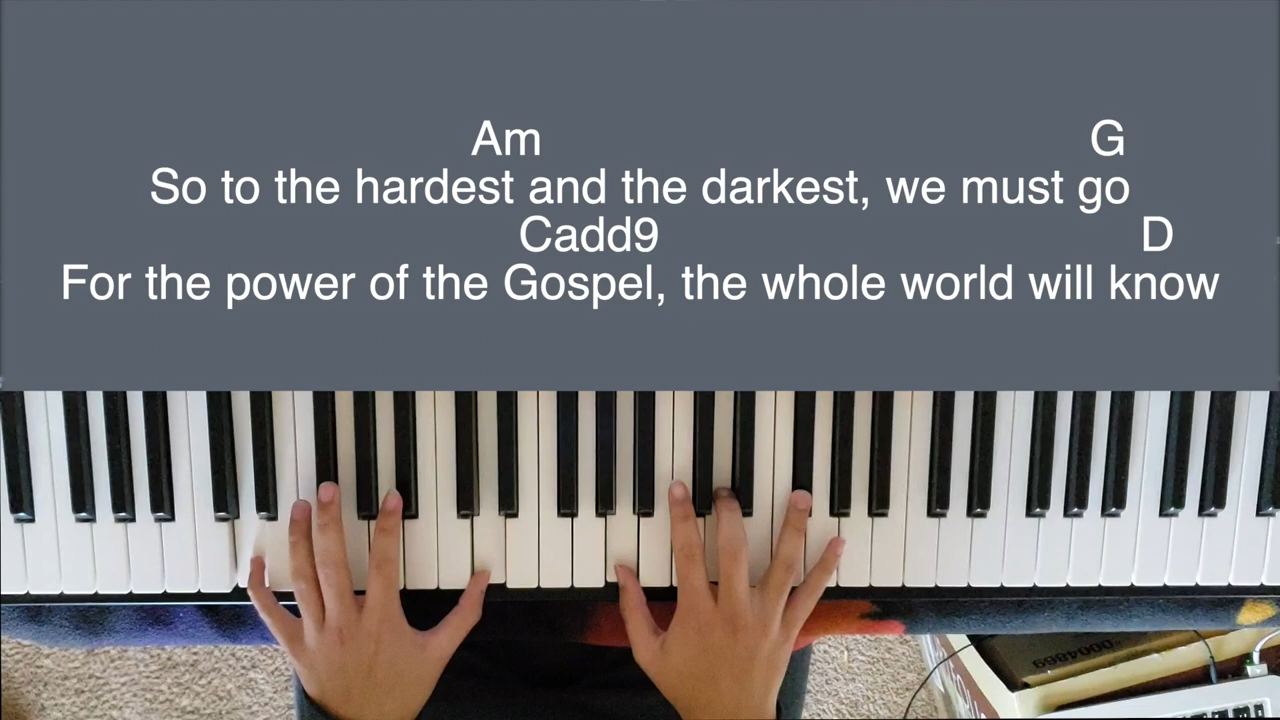 Am G
So to the hardest and the darkest, we must go
Cadd9 D
For the power of the Gospel, the whole world will know
0004869